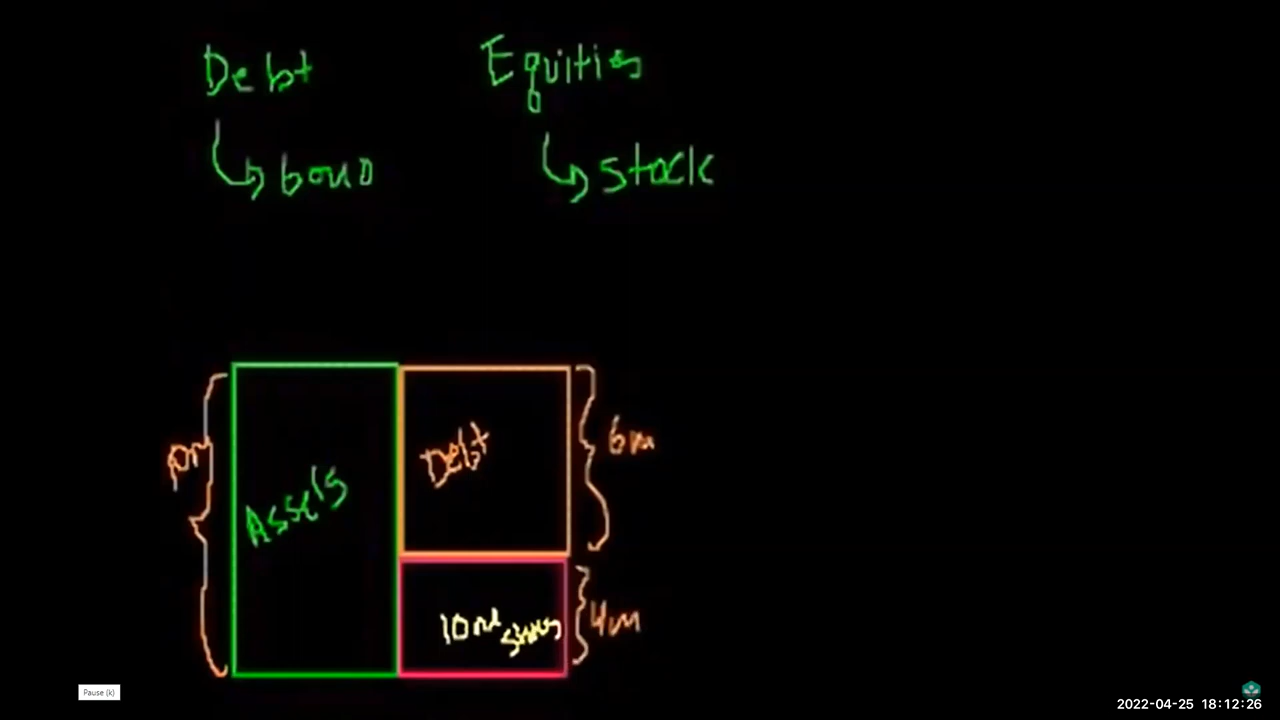 Debt Equities
bond stock
Assets
Debt
6m
10m shares
4m
Pause (k)
2022-04-25 18:12:26